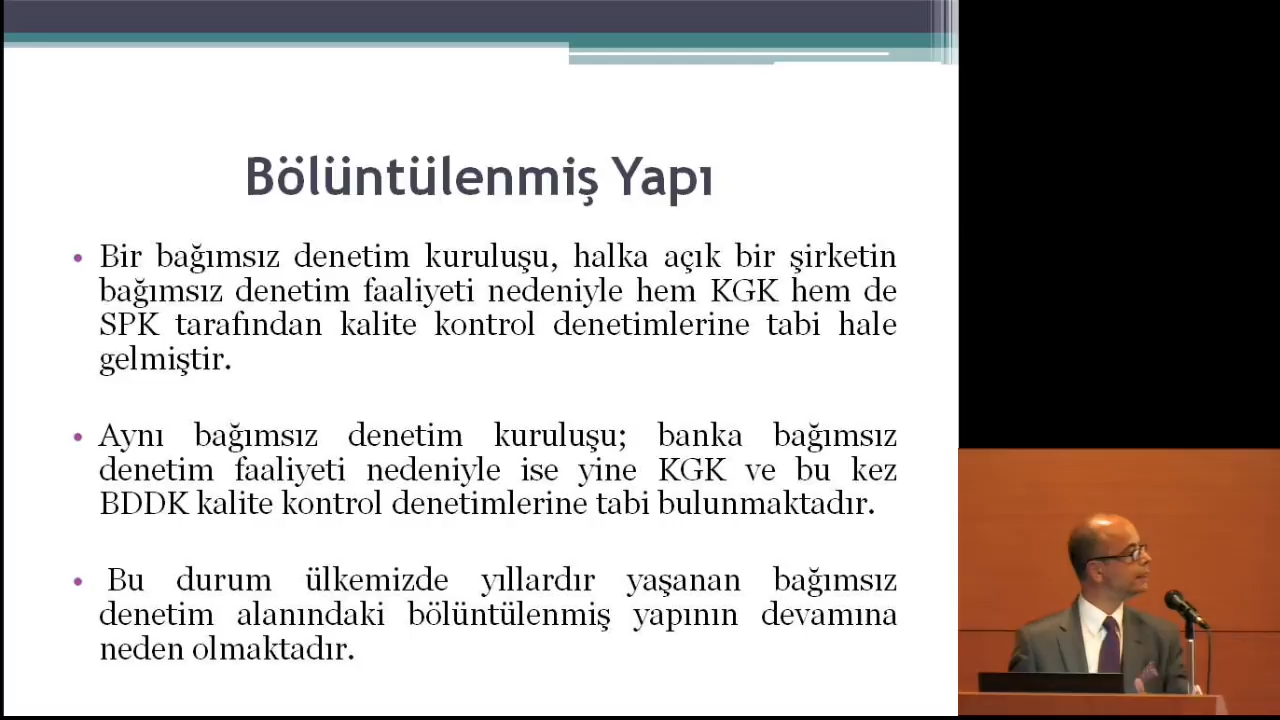 Bölüntülenmiş Yapı
• Bir bağımsız denetim kuruluşu, halka açık bir şirketin
bağımsız denetim faaliyeti nedeniyle hem KGK hem de
SPK tarafından kalite kontrol denetimlerine tabi hale
gelmiştir.
• Aynı bağımsız denetim kuruluşu; banka bağımsız
denetim faaliyeti nedeniyle ise yine KGK ve bu kez
BDDK kalite kontrol denetimlerine tabi bulunmaktadır.
• Bu durum ülkemizde yıllardır yaşanan bağımsız
denetim alanındaki bölüntülenmiş yapının devamına
neden olmaktadır.